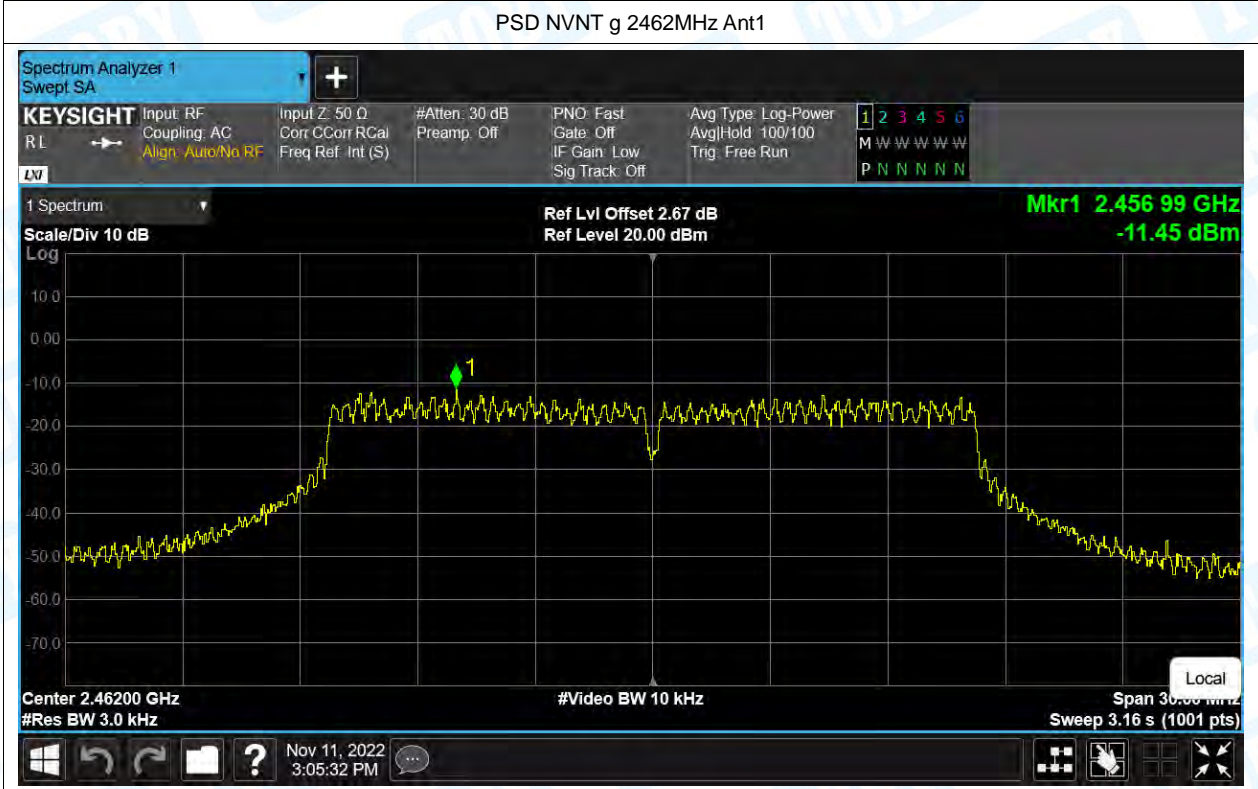 PSD NVNT g 2462MHz Ant1
Spectrum Analyzer 1
Swept SA
KEYSIGHT
R L
LXI
Input: RF
Coupling: AC
Align: Auto/No RF
Input Z: 50 Ω
Corr CCorr RCal
Freq Ref: Int (S)
#Atten: 30 dB
Preamp: Off
PNO: Fast
Gate: Off
IF Gain: Low
Sig Track: Off
Avg Type: Log-Power
Avg|Hold: 100/100
Trig: Free Run
1 2 3 4 5 6
M W W W W W
P N N N N N
1 Spectrum
Scale/Div 10 dB
Log
Ref Lvl Offset 2.67 dB
Ref Level 20.00 dBm
Mkr1 2.456 99 GHz
-11.45 dBm
10.0
0.00
-10.0
-20.0
-30.0
-40.0
-50.0
-60.0
-70.0
1
Local
Center 2.46200 GHz
#Res BW 3.0 kHz
#Video BW 10 kHz
Span 30.00 MHz
Sweep 3.16 s (1001 pts)
?
Nov 11, 2022
3:05:32 PM